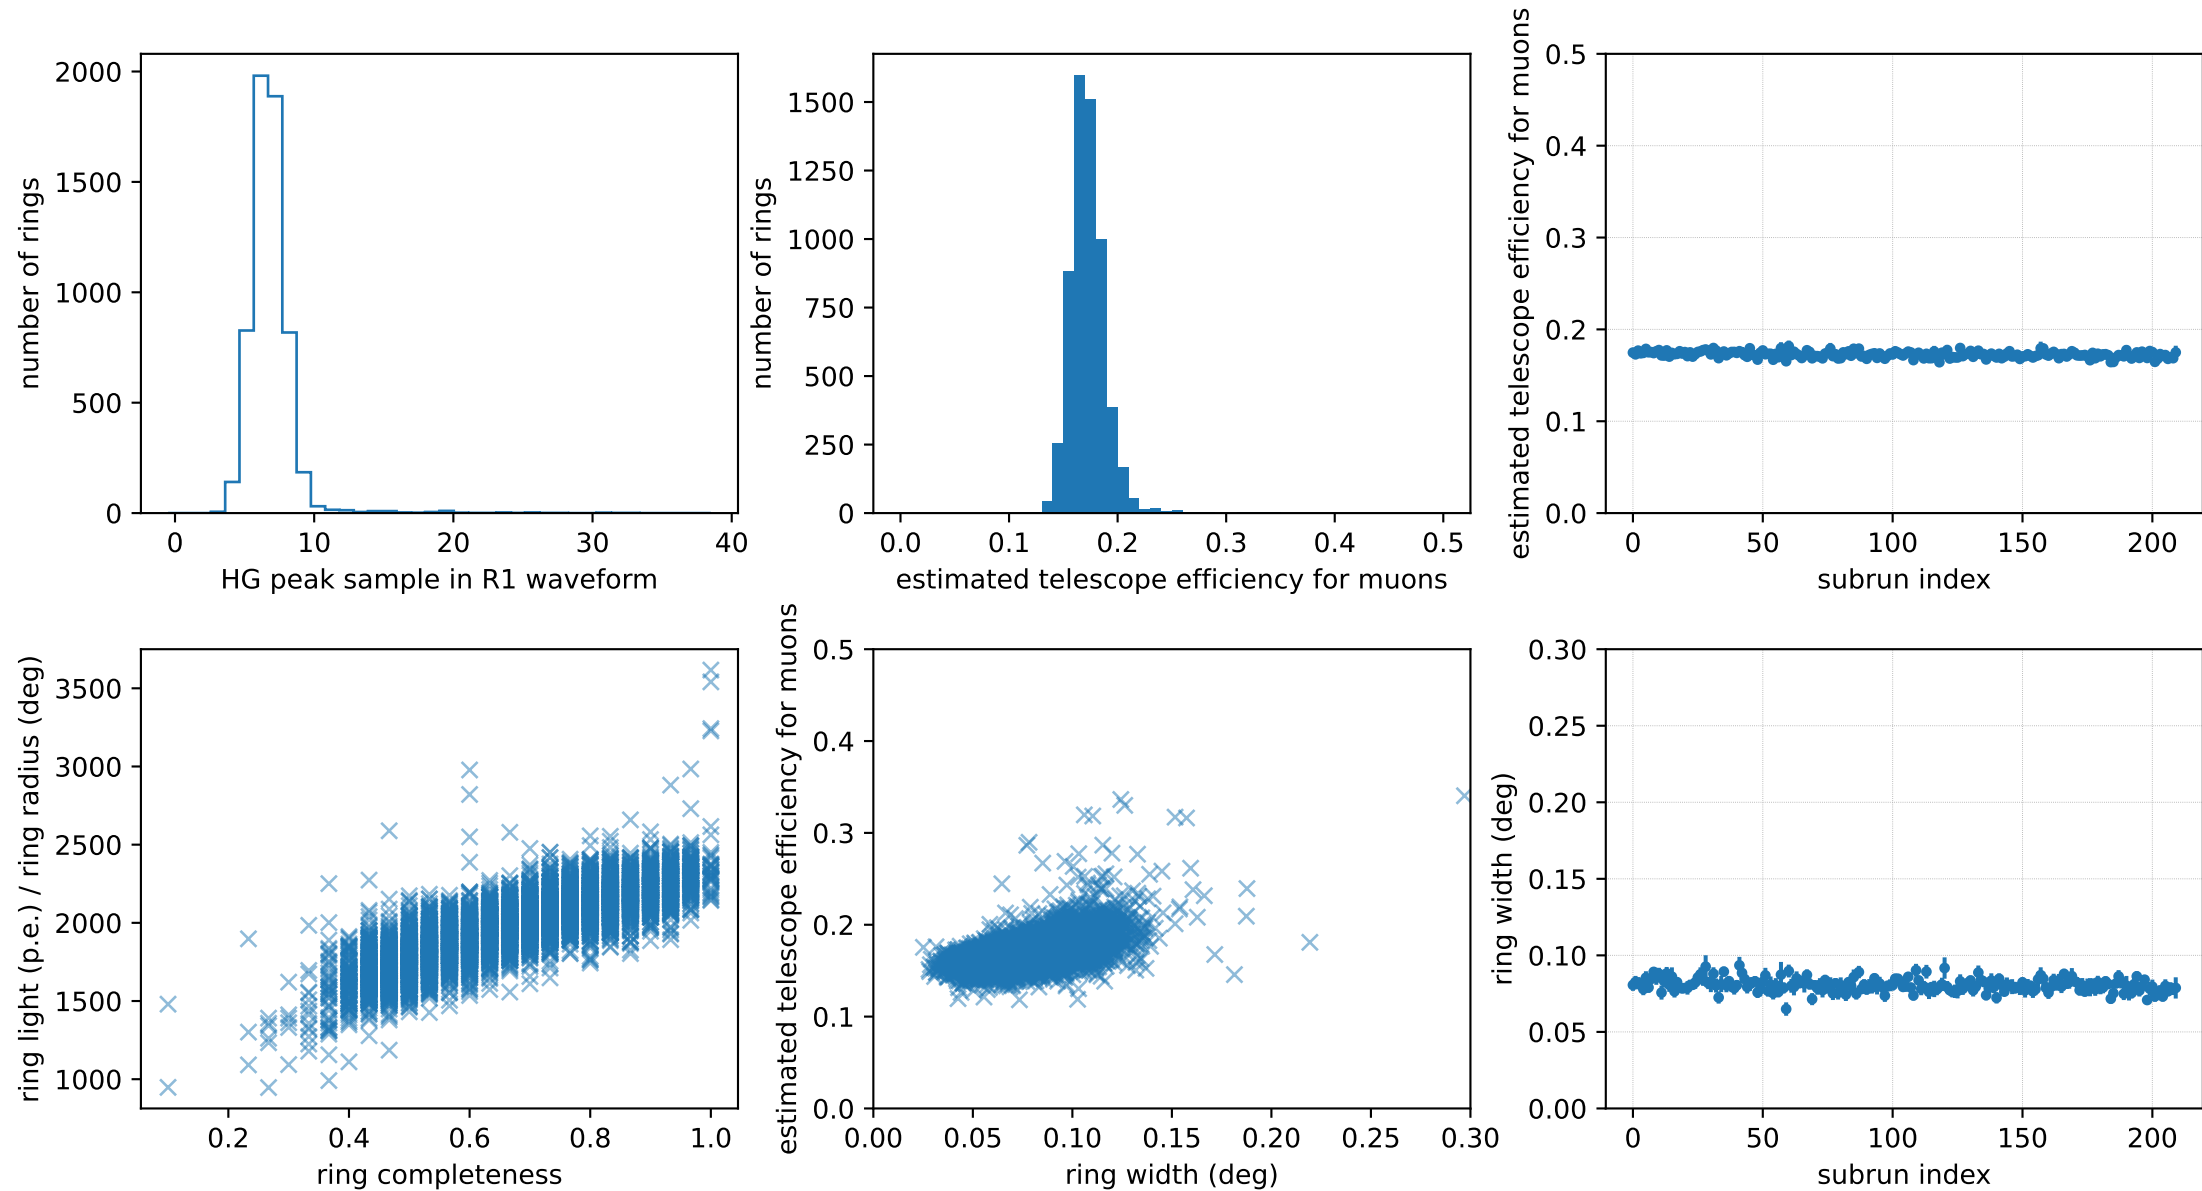 2000
1500
1000
500
0
number of rings
0 10 20 30 40
HG peak sample in R1 waveform
1500
1250
1000
750
500
250
0
number of rings
0.0 0.1 0.2 0.3 0.4 0.5
estimated telescope efficiency for muons
0.5
0.4
0.3
0.2
0.1
0.0
estimated telescope efficiency for muons
0 50 100 150 200
subrun index
3500
3000
2500
2000
1500
1000
ring light (p.e.) / ring radius (deg)
0.2 0.4 0.6 0.8 1.0
ring completeness
0.5
0.4
0.3
0.2
0.1
0.0
estimated telescope efficiency for muons
0.00 0.05 0.10 0.15 0.20 0.25 0.30
ring width (deg)
0.30
0.25
0.20
0.15
0.10
0.05
0.00
ring width (deg)
0 50 100 150 200
subrun index